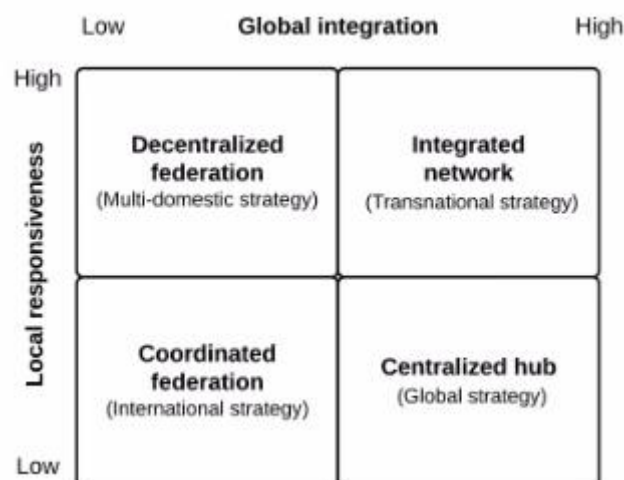 Low Global integration High
High
Local responsiveness
Decentralized
federation
(Multi-domestic strategy)
Integrated
network
(Transnational strategy)
Coordinated
federation
(International strategy)
Centralized hub
(Global strategy)
Low